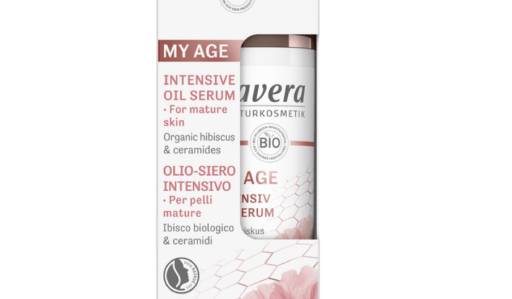 MY AGE
INTENSIVE
OIL SERUM
• For mature
skin
Organic hibiscus
& ceramides
OLIO-SIERO
INTENSIVO
• Per pelli
mature
Ibisco biologico
& ceramidi
avera
TURKOSMETIK
BIO
AGE
NSIV
ERUM
iskus